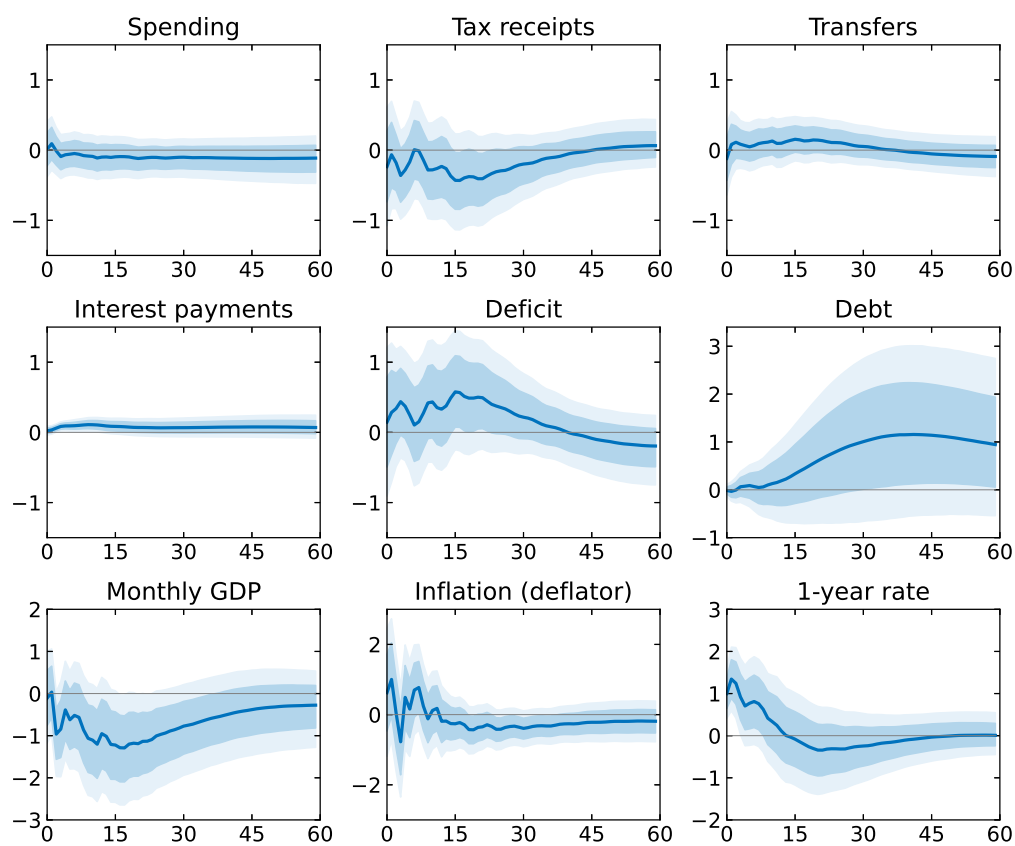 Spending Tax receipts Transfers
1 1 1
0 0 0
−1 −1 −1
0 15 30 45 60 0 15 30 45 60 0 15 30 45 60
Interest payments Deficit Debt
3
1 1 2
1
0 0 0
−1 −1
−1
0 15 30 45 60 0 15 30 45 60 0 15 30 45 60
Monthly GDP Inflation (deflator) 1-year rate
2 3
1 2 2
0 1
−1 0 0
−2 −1
−2
−3 −2
0 15 30 45 60 0 15 30 45 60 0 15 30 45 60